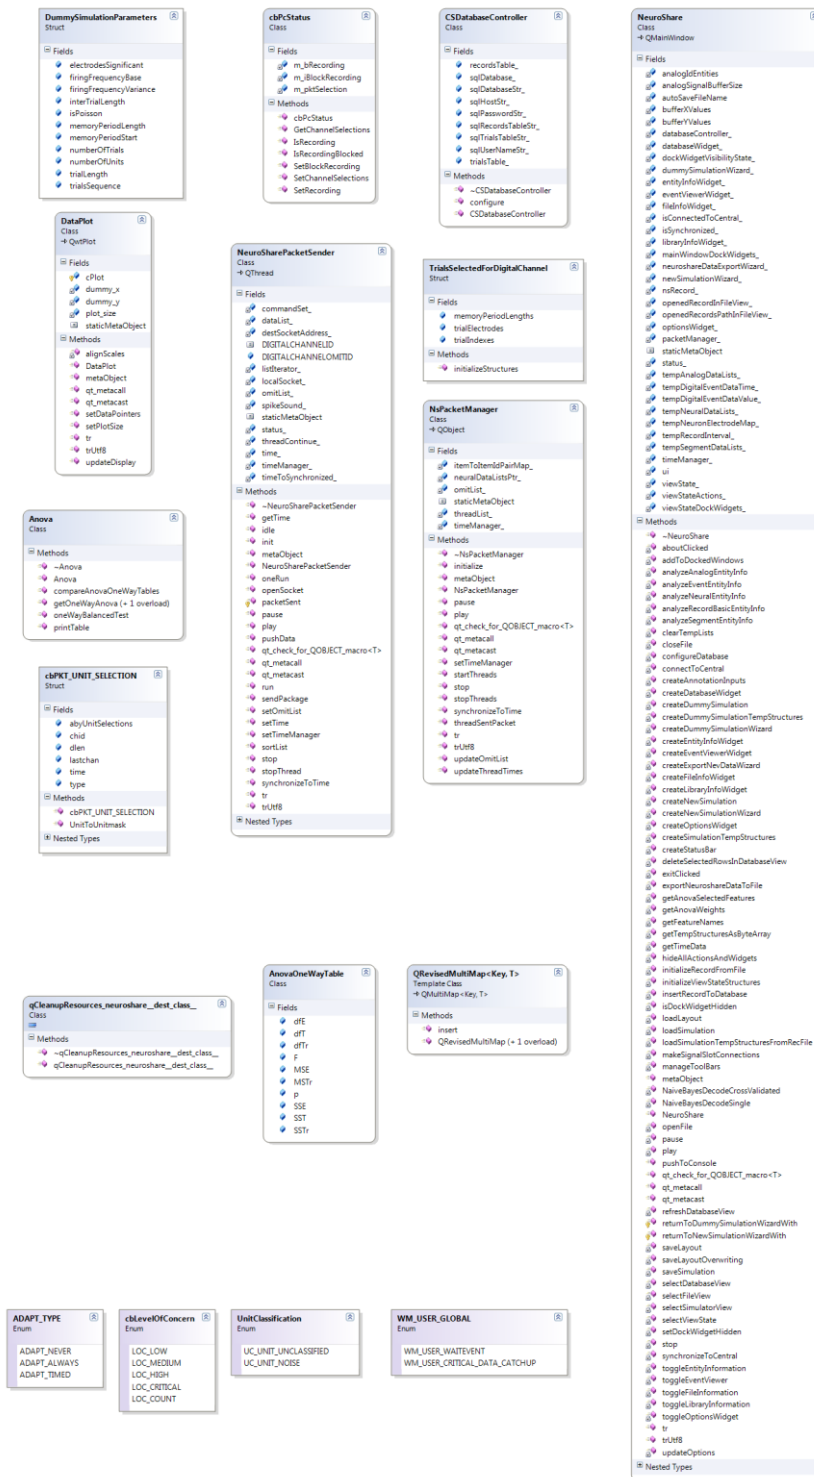 DummySimulationParameters
Struct
Fields
electrodesSignificant
firingFrequencyBase
firingFrequencyVariance
interTrialLength
isPoisson
memoryPeriodLength
memoryPeriodStart
numberOfTrials
numberOfUnits
trialLength
trialsSequence
cbPcStatus
Class
Fields
m_bRecording
m_iBlockRecording
m_pktSelection
Methods
cbPcStatus
GetChannelSelections
IsRecording
IsRecordingBlocked
SetBlockRecording
SetChannelSelections
SetRecording
CSDatabaseController
Class
Fields
recordsTable_
sqlDatabase_
sqlDatabaseStr_
sqlHostStr_
sqlPasswordStr_
sqlRecordsTableStr_
sqlTrialsTableStr_
sqlUserNameStr_
trialsTable_
Methods
~CSDatabaseController
configure
CSDatabaseController
DataPlot
Class
QwtPlot
Fields
cPlot
dummy_x
dummy_y
plot_size
staticMetaObject
Methods
alignScales
DataPlot
metaObject
qt_metacall
qt_metacast
setDataPointers
setPlotSize
tr
trUtf8
updateDisplay
NeuroSharePacketSender
Class
QThread
Fields
commandSet_
dataList_
destSocketAddress_
DIGITALCHANNELID
DIGITALCHANNELOMITID
listIterator_
localSocket_
omitList_
spikeSound_
staticMetaObject
status_
threadContinue_
time_
timeManager_
timeToSynchronized_
Methods
~NeuroSharePacketSender
getTime
idle
init
metaObject
NeuroSharePacketSender
oneRun
openSocket
packetSent
pause
play
pushData
qt_check_for_QOBJECT_macro<T>
qt_metacall
qt_metacast
run
sendPackage
setOmitList
setTime
setTimeManager
sortList
stop
stopThread
synchronizeToTime
tr
trUtf8
Nested Types
TrialsSelectedForDigitalChannel
Struct
Fields
memoryPeriodLengths
trialElectrodes
trialIndexes
Methods
initializeStructures
NsPacketManager
Class
QObject
Fields
itemToItemIdPairMap_
neuralDataListsPtr_
omitList_
staticMetaObject
threadList_
timeManager_
Methods
~NsPacketManager
initialize
metaObject
NsPacketManager
pause
play
qt_check_for_QOBJECT_macro<T>
qt_metacall
qt_metacast
setTimeManager
startThreads
stop
stopThreads
synchronizeToTime
threadSentPacket
tr
trUtf8
updateOmitList
updateThreadTimes
Anova
Class
Methods
~Anova
Anova
compareAnovaOneWayTables
getOneWayAnova (+ 1 overload)
oneWayBalancedTest
printTable
cbPKT_UNIT_SELECTION
Struct
Fields
abyUnitSelections
chid
dlen
lastchan
time
type
Methods
cbPKT_UNIT_SELECTION
UnitToUnitmask
Nested Types
qCleanupResources_neuroshare__dest_class__
Class
Methods
~qCleanupResources_neuroshare__dest_class__
qCleanupResources_neuroshare__dest_class__
AnovaOneWayTable
Class
Fields
dfE
dfT
dfTr
F
MSE
MSTr
p
SSE
SST
SSTr
QRevisedMultiMap<Key, T>
Template Class
QMultiMap<Key, T>
Methods
insert
QRevisedMultiMap (+ 1 overload)
ADAPT_TYPE
Enum
ADAPT_NEVER
ADAPT_ALWAYS
ADAPT_TIMED
cbLevelOfConcern
Enum
LOC_LOW
LOC_MEDIUM
LOC_HIGH
LOC_CRITICAL
LOC_COUNT
UnitClassification
Enum
UC_UNIT_UNCLASSIFIED
UC_UNIT_NOISE
WM_USER_GLOBAL
Enum
WM_USER_WAITEVENT
WM_USER_CRITICAL_DATA_CATCHUP
NeuroShare
Class
QMainWindow
Fields
analogIdEntities
analogSignalBufferSize
autoSaveFileName
bufferXValues
bufferYValues
databaseController_
databaseWidget_
dockWidgetVisibilityState_
dummySimulationWizard_
entityInfoWidget_
eventViewerWidget_
fileInfoWidget_
isConnectedToCentral_
isSynchronized_
libraryInfoWidget_
mainWindowDockWidgets_
neuroshareDataExportWizard_
newSimulationWizard_
nsRecord_
openedRecordInFileView_
openedRecordsPathInFileView_
optionsWidget_
packetManager_
staticMetaObject
status_
tempAnalogDataLists_
tempDigitalEventDataTime_
tempDigitalEventDataValue_
tempNeuralDataLists_
tempNeuronElectrodeMap_
tempRecordInterval_
tempSegmentDataLists_
timeManager_
ui
viewState_
viewStateActions_
viewStateDockWidgets_
Methods
~NeuroShare
aboutClicked
addToDockedWindows
analyzeAnalogEntityInfo
analyzeEventEntityInfo
analyzeNeuralEntityInfo
analyzeRecordBasicEntityInfo
analyzeSegmentEntityInfo
clearTempLists
closeFile
configureDatabase
connectToCentral
createAnnotationInputs
createDatabaseWidget
createDummySimulation
createDummySimulationTempStructures
createDummySimulationWizard
createEntityInfoWidget
createEventViewerWidget
createExportNevDataWizard
createFileInfoWidget
createLibraryInfoWidget
createNewSimulation
createNewSimulationWizard
createOptionsWidget
createSimulationTempStructures
createStatusBar
deleteSelectedRowsInDatabaseView
exitClicked
exportNeuroshareDataToFile
getAnovaSelectedFeatures
getAnovaWeights
getFeatureNames
getTempStructuresAsByteArray
getTimeData
hideAllActionsAndWidgets
initializeRecordFromFile
initializeViewStateStructures
insertRecordToDatabase
isDockWidgetHidden
loadLayout
loadSimulation
loadSimulationTempStructuresFromRecFile
makeSignalSlotConnections
manageToolBars
metaObject
NaiveBayesDecodeCrossValidated
NaiveBayesDecodeSingle
NeuroShare
openFile
pause
play
pushToConsole
qt_check_for_QOBJECT_macro<T>
qt_metacall
qt_metacast
refreshDatabaseView
returnToDummySimulationWizardWith
returnToNewSimulationWizardWith
saveLayout
saveLayoutOverwriting
saveSimulation
selectDatabaseView
selectFileView
selectSimulatorView
selectViewState
setDockWidgetHidden
stop
synchronizeToCentral
toggleEntityInformation
toggleEventViewer
toggleFileInformation
toggleLibraryInformation
toggleOptionsWidget
tr
trUtf8
updateOptions
Nested Types